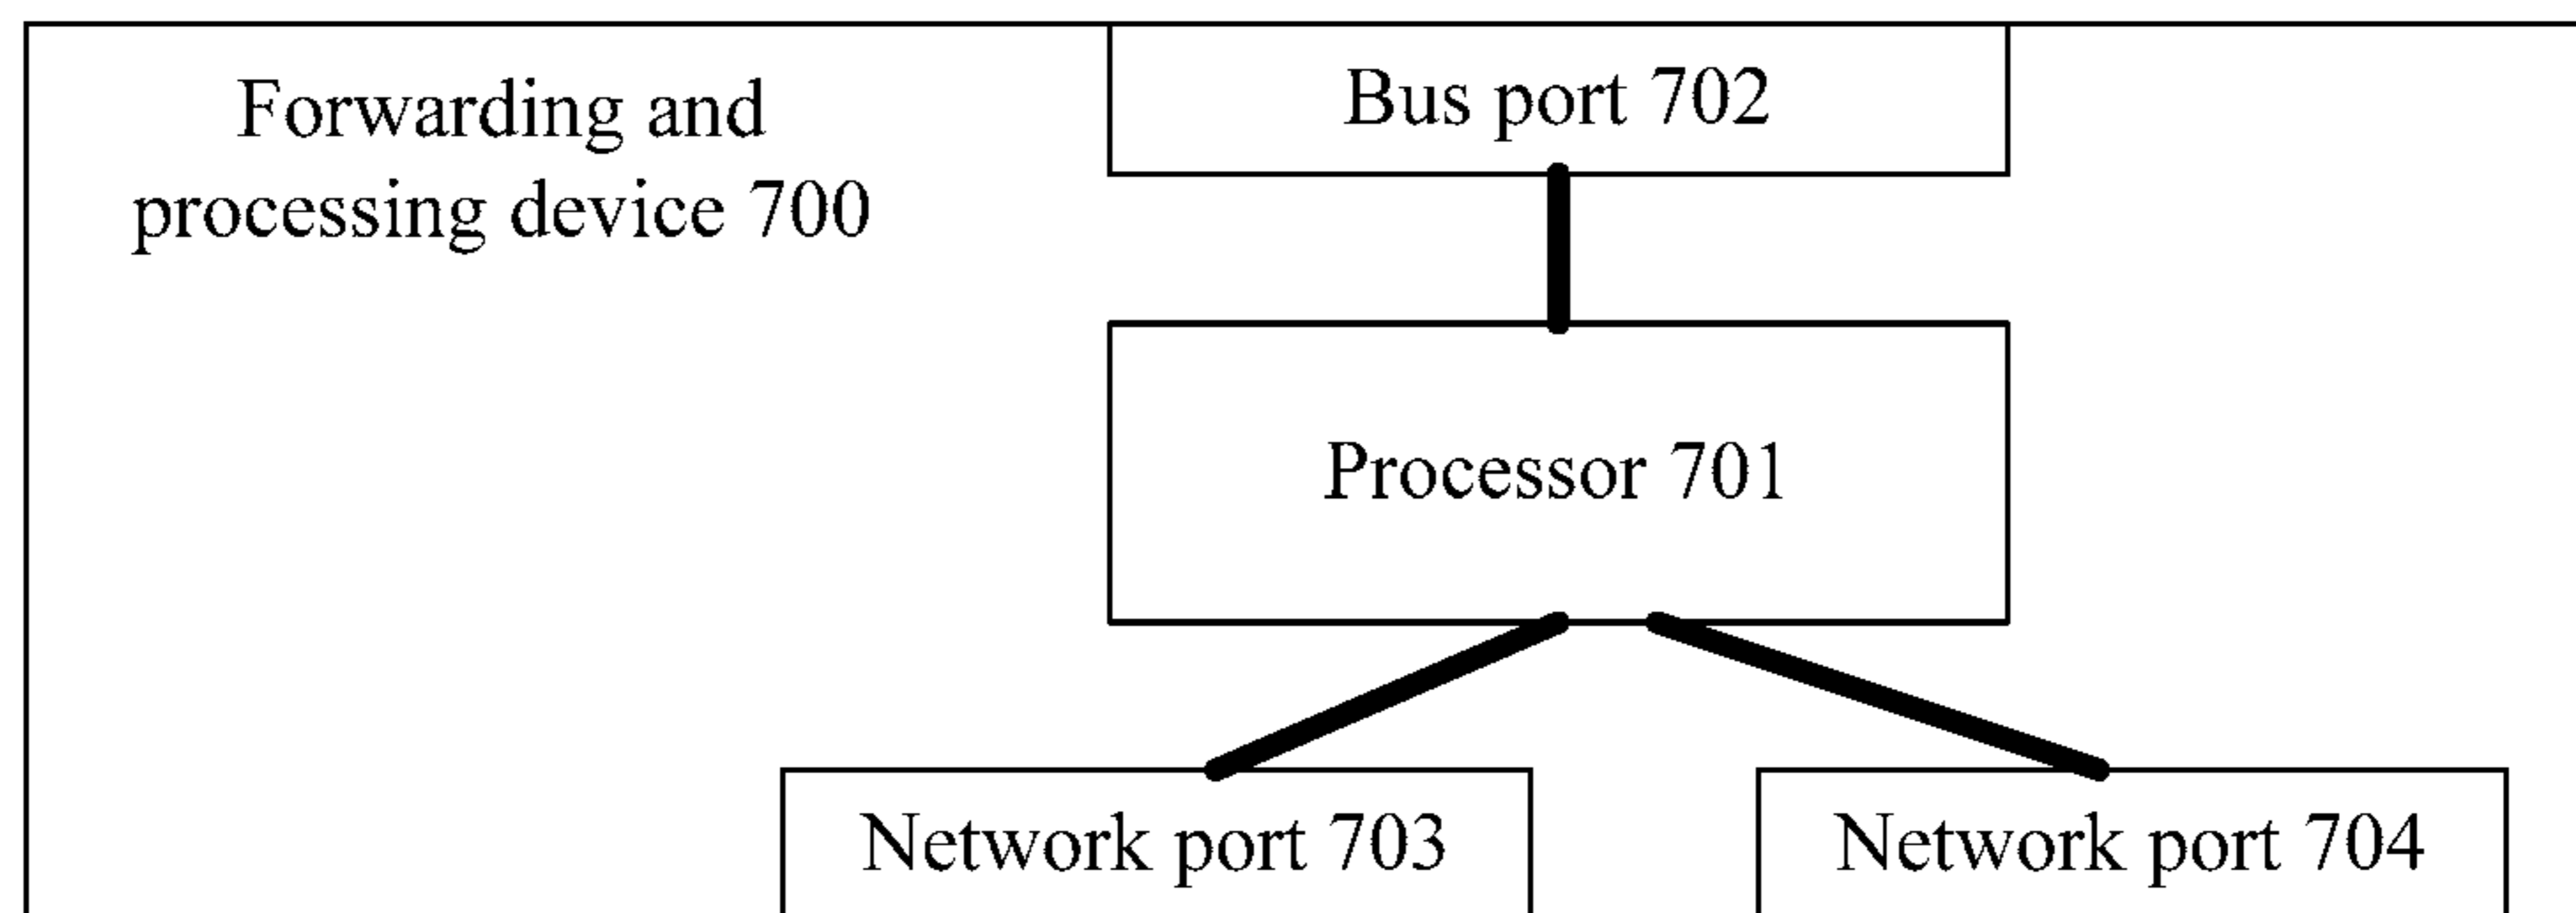 Forwarding and
processing device 700
Bus port 702
Processor 701
Network port 703
Network port 704